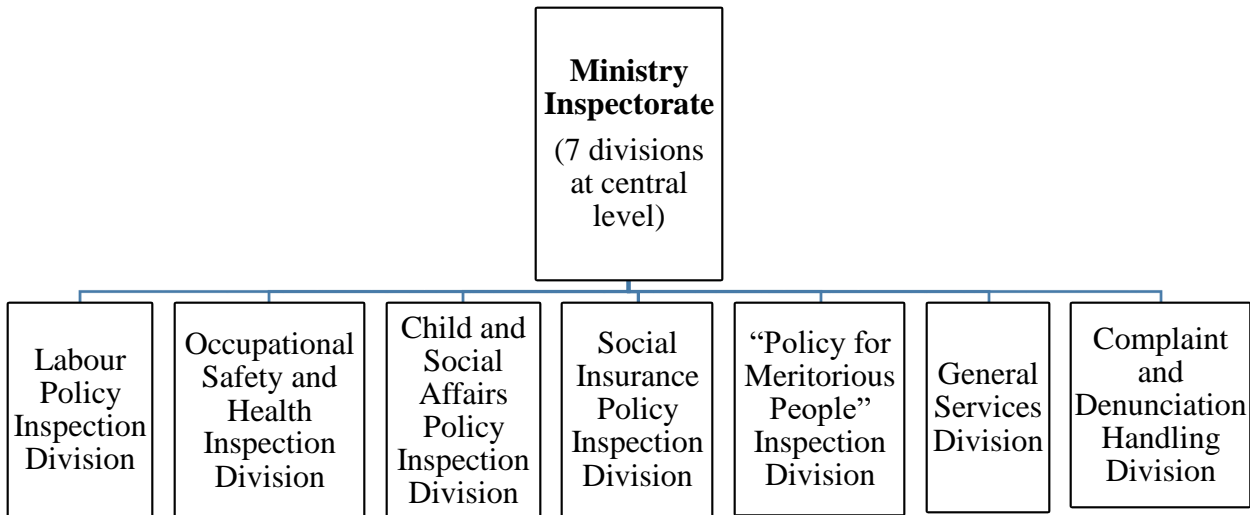 Ministry
Inspectorate
(7 divisions
at central
level)
Labour
Policy
Inspection
Division
Occupational
Safety and
Health
Inspection
Division
Child and
Social
Affairs
Policy
Inspection
Division
Social
Insurance
Policy
Inspection
Division
“Policy for
Meritorious
People”
Inspection
Division
General
Services
Division
Complaint
and
Denunciation
Handling
Division